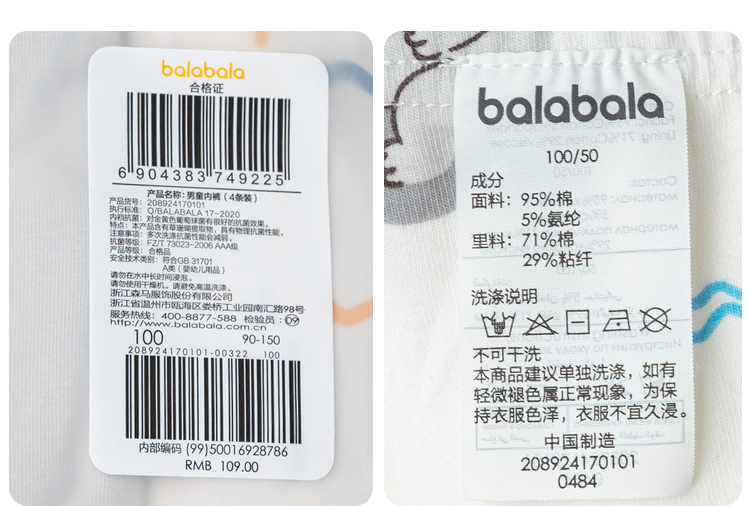 balabala
合格证
6 904383 749225
产品名称: 男童内裤 (4条装)
产品货号: 208924170101
执行标准: Q/BALABALA 17-2020
内裆抗菌: 对金黄色葡萄球菌有很好的抗菌效果。
特点: 本产品含有草珊瑚提取物, 具有物理抗菌性能。
注意事项: 多次洗涤抗菌性能会减弱。
抗菌等级: FZ/T 73023-2006 AAA级
产品等级: 合格品
安全技术类别: 符合GB 31701
A类 (婴幼儿用品)
请勿在水中长时间浸泡。
请勿使用干燥机。请避免高温洗涤。
浙江森马服饰股份有限公司
浙江省温州市瓯海区娄桥工业园南汇路98号
服务热线: 400-8877-588 检验员: 09
http://www.balabala.com.cn
100 90-150
208924170101-00322 100
内部编码 (99)50016928786
RMB 109.00
balabala
100/50
成分
面料: 95%棉
5%氨纶
里料: 71%棉
29%粘纤
洗涤说明
不可干洗
本商品建议单独洗涤, 如有
轻微褪色属正常现象, 为保
持衣服色泽, 衣服不宜久浸。
中国制造
208924170101
0484